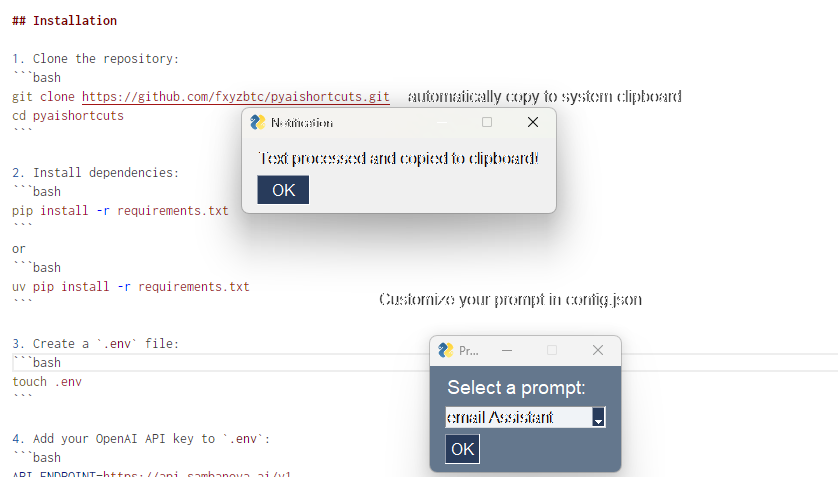 ## Installation
1. Clone the repository:
```bash
git clone https://github.com/fxyzbtc/pyaishortcuts.git
automatically copy to system clipboard
cd pyaishortcuts
```
Notification
Text processed and copied to clipboard!
OK
2. Install dependencies:
```bash
pip install -r requirements.txt
```
or
```bash
uv pip install -r requirements.txt
```
Customize your prompt in config.json
3. Create a `.env` file:
```bash
touch .env
```
Pr...
Select a prompt:
email Assistant
OK
4. Add your OpenAI API key to `.env`:
```bash
API_ENDPOINT=https://api.sambanova.ai/v1